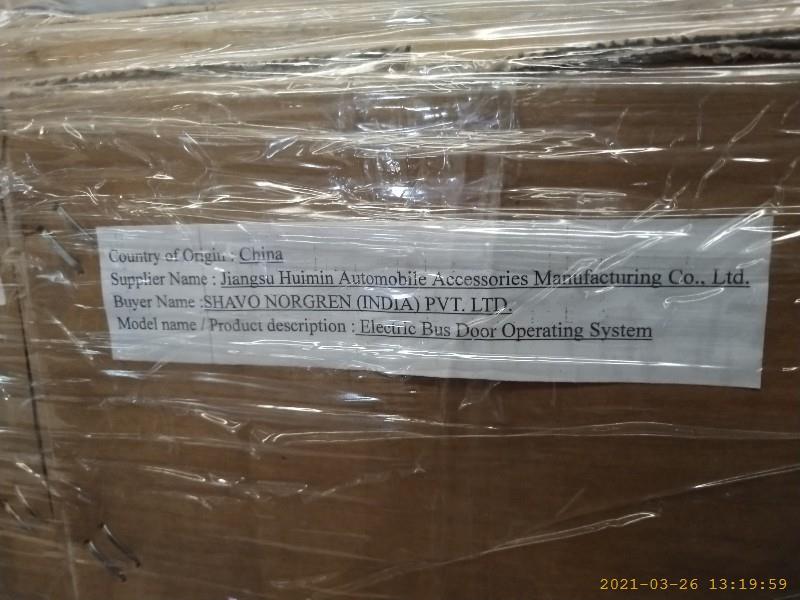 Country of Origin : China
Supplier Name : Jiangsu Huimin Automobile Accessories Manufacturing Co., Ltd.
Buyer Name :SHAVO NORGREN (INDIA) PVT. LTD.
Model name / Product description : Electric Bus Door Operating System
2021-03-26 13:19:59